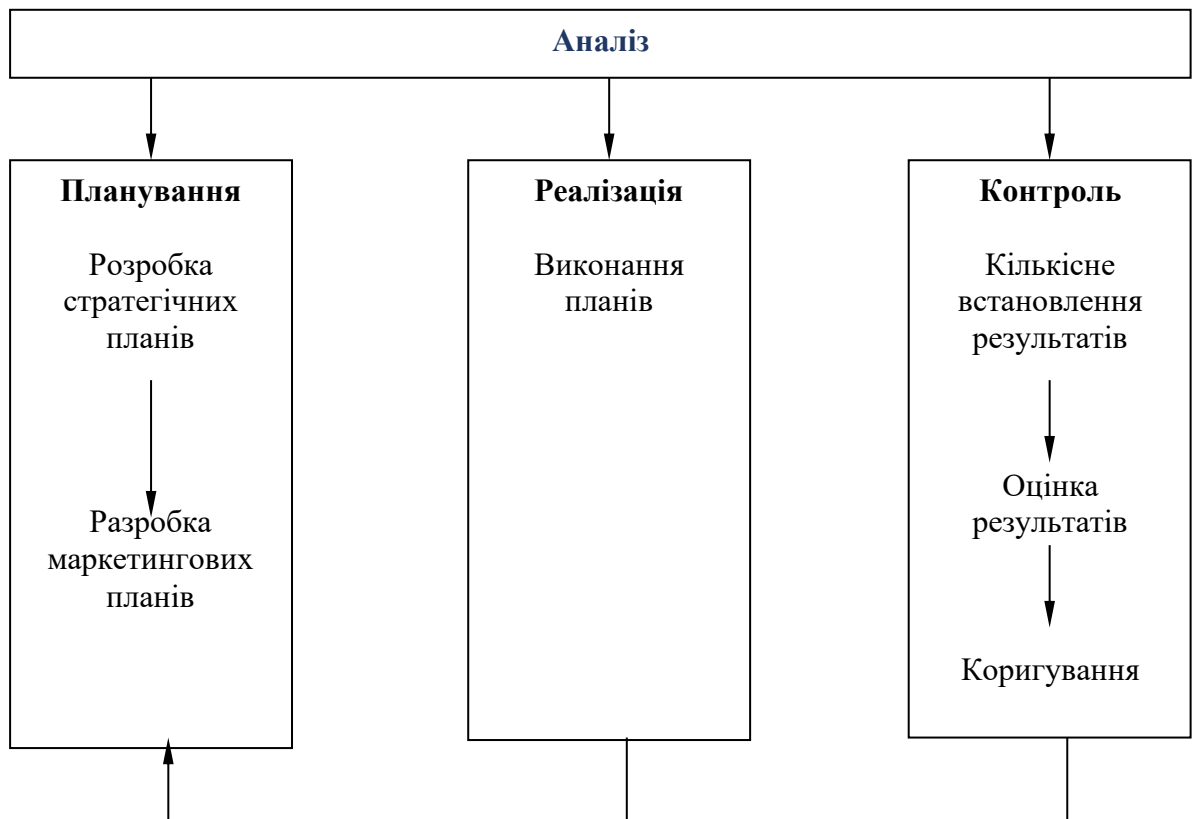 Аналіз
Планування
Розробка
стратегічних
планів
Разробка
маркетингових
планів
Реалізація
Виконання
планів
Контроль
Кількісне
встановлення
результатів
Оцінка
результатів
Коригування